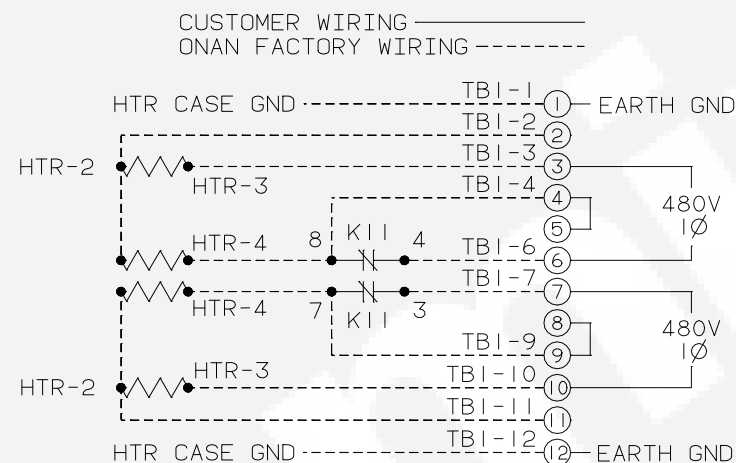 CUSTOMER WIRING
ONAN FACTORY WIRING
HTR CASE GND TB1-1 1 EARTH GND
TB1-2 2
HTR-2 HTR-3 TB1-3 3
TB1-4 4
480V
1Ø
5
HTR-4 8 K11 4 TB1-6 6
HTR-4 7 K11 3 TB1-7 7
8
480V
1Ø
TB1-9 9
HTR-2 HTR-3 TB1-10 10
TB1-11 11
HTR CASE GND TB1-12 12 EARTH GND